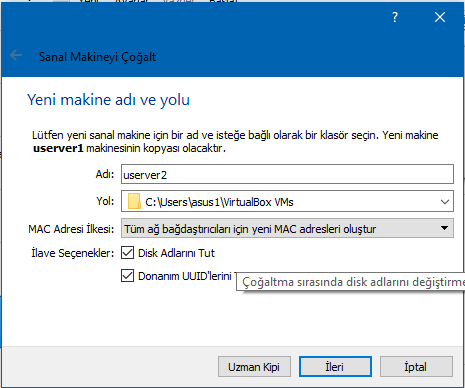 ?
Sanal Makineyi Çoğalt
Yeni makine adı ve yolu
Lütfen yeni sanal makine için bir ad ve isteğe bağlı olarak bir klasör seçin. Yeni makine
userver1 makinesinin kopyası olacaktır.
Adı: userver2
Yol: C:\Users\asus1\VirtualBox VMs
MAC Adresi İlkesi: Tüm ağ bağdaştırıcıları için yeni MAC adresleri oluştur
İlave Seçenekler: Disk Adlarını Tut
Donanım UUID'lerini
Çoğaltma sırasında disk adlarını değiştirme
Uzman Kipi İleri İptal